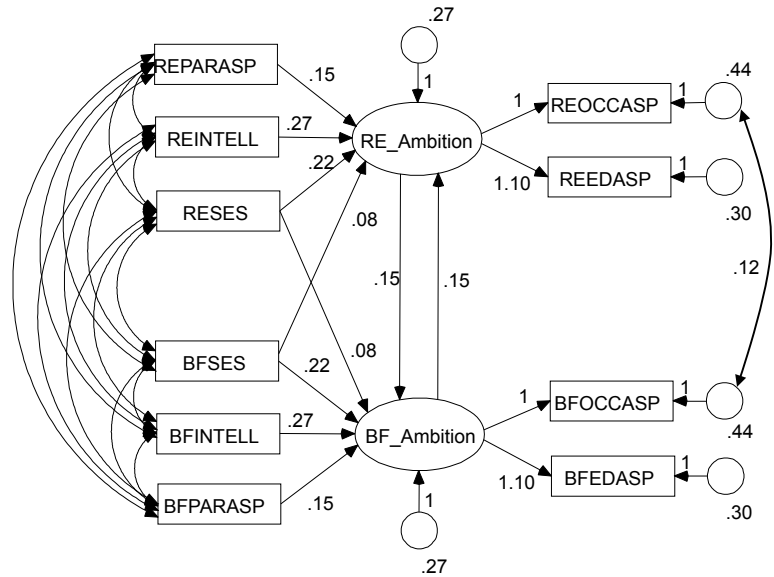 .27
1
REPARASP
.15
REINTELL
.27
RESES
.22
.08
RE_Ambition
1
REOCCASP
1
.44
1.10
REEDASP
1
.30
.15
.15
.12
BFSES
.08
.22
BFINTELL
.27
BFPARASP
.15
BF_Ambition
1
BFOCCASP
1
.44
1.10
BFEDASP
1
.30
1
.27